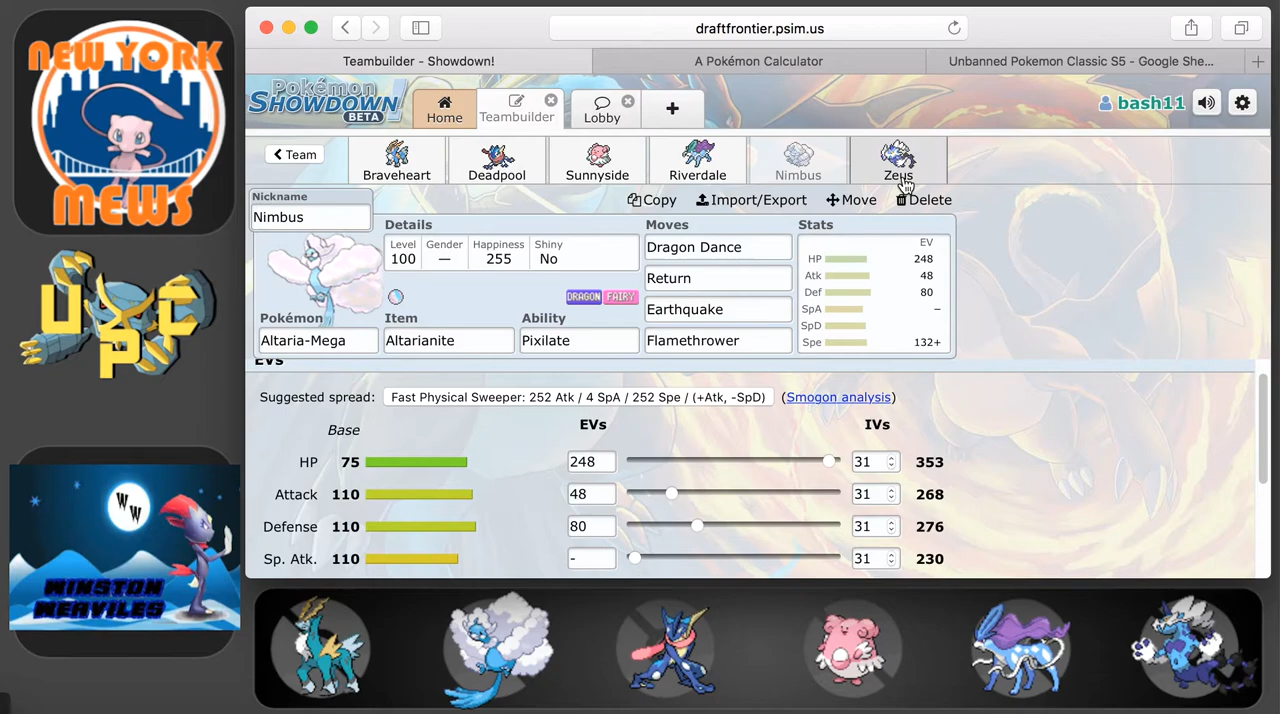 NEW YORK
MEWS
U P C
WW
WINSTON
WEAVILES
draftfrontier.psim.us
Teambuilder - Showdown!
A Pokémon Calculator
Unbanned Pokemon Classic S5 - Google She...
Pokémon
SHOWDOWN!
BETA
Home
Teambuilder
Lobby
bash11
Team
Braveheart
Deadpool
Sunnyside
Riverdale
Nimbus
Zeus
Copy
Import/Export
Move
Delete
Nickname
Nimbus
Details
Level
100
Gender
—
Happiness
255
Shiny
No
DRAGON FAIRY
Pokémon
Altaria-Mega
Item
Altarianite
Ability
Pixilate
Moves
Dragon Dance
Return
Earthquake
Flamethrower
Stats
EV
HP 248
Atk 48
Def 80
SpA –
SpD
Spe 132+
EVs
Suggested spread: Fast Physical Sweeper: 252 Atk / 4 SpA / 252 Spe / (+Atk, -SpD) (Smogon analysis)
Base EVs IVs
HP 75 248 31 353
Attack 110 48 31 268
Defense 110 80 31 276
Sp. Atk. 110 - 31 230